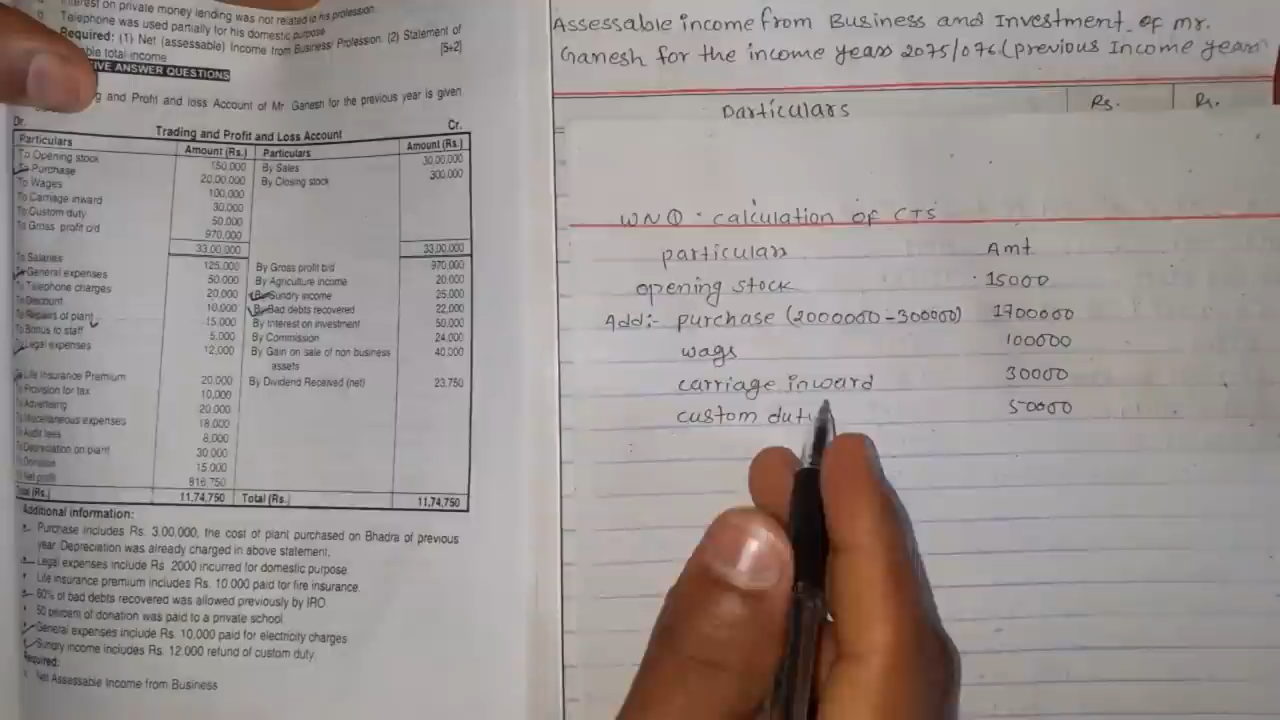 interest on private money lending was not related to his profession.
Telephone was used partially for his domestic purpose
Required: (1) Net (assessable) Income from Business/ Profession. (2) Statement of
total income [5+2]
ANSWER QUESTIONS
g and Profit and loss Account of Mr Ganesh for the previous year is given
Dr. Trading and Profit and Loss Account Cr.
Particulars Amount (Rs.) Particulars Amount (Rs.)
To Opening stock 150,000 By Sales 30,00,000
To Purchase 20,00,000 By Closing stock 300,000
To Wages 100,000
To Carriage inward 30,000
To Custom duty 50,000
To Gross profit c/d 970,000
33,00,000 33,00,000
To Salaries 125,000 By Gross profit b/d 970,000
To General expenses 50,000 By Agriculture income 20,000
To Telephone charges 20,000 By Sundry income 25,000
To Discount 10,000 By Bad debts recovered 22,000
To Repairs of plant 15,000 By Interest on investment 50,000
To Bonus to staff 5,000 By Commission 24,000
To Legal expenses 12,000 By Gain on sale of non business 40,000
assets
To Life Insurance Premium 20,000 By Dividend Received (net) 23,750
To Provision for tax 10,000
To Advertising 20,000
To Miscellaneous expenses 18,000
To Audit fees 8,000
To Depreciation on plant 30,000
To Donation 15,000
To Net profit 816,750
Total (Rs.) 11,74,750 Total (Rs.) 11,74,750
Additional information:
Purchase includes Rs. 3,00,000, the cost of plant purchased on Bhadra of previous
year. Depreciation was already charged in above statement.
Legal expenses include Rs 2000 incurred for domestic purpose
Life insurance premium includes Rs. 10 000 paid for fire insurance.
60% of bad debts recovered was allowed previously by IRO
50 percent of donation was paid to a private school
General expenses include Rs. 10,000 paid for electricity charges
Sundry income includes Rs. 12,000 refund of custom duty.
Required:
Net Assessable Income from Business
Assessable income from Business and Investment of mr.
Ganesh for the income years 2075/076 (previous Income years
Particulars Rs. Rs.
WN ① . calculation of CTS
particulars Amt
opening stock . 15000
Add:- purchase (2000000 - 300000) 1700000
wags 100000
carriage inward 30000
custom 50000